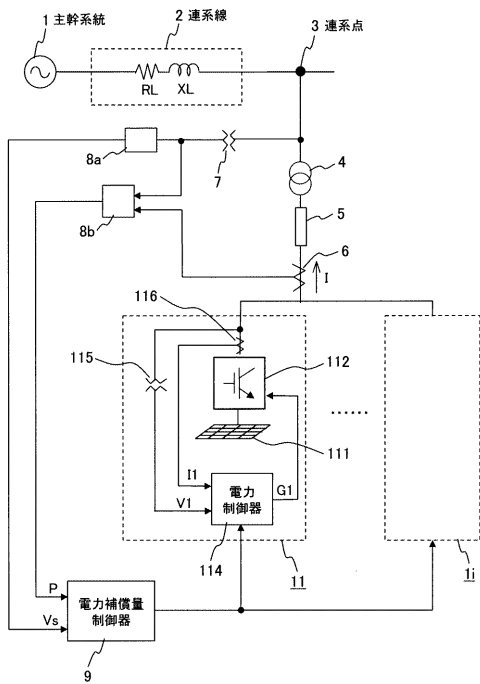 1 主幹系統
2 連系線
3 連系点
RL
XL
8a
7
4
8b
5
6
I
116
115
112
111
I1
V1
電力
制御器
G1
114
11
......
1i
P
Vs
電力補償量
制御器
9